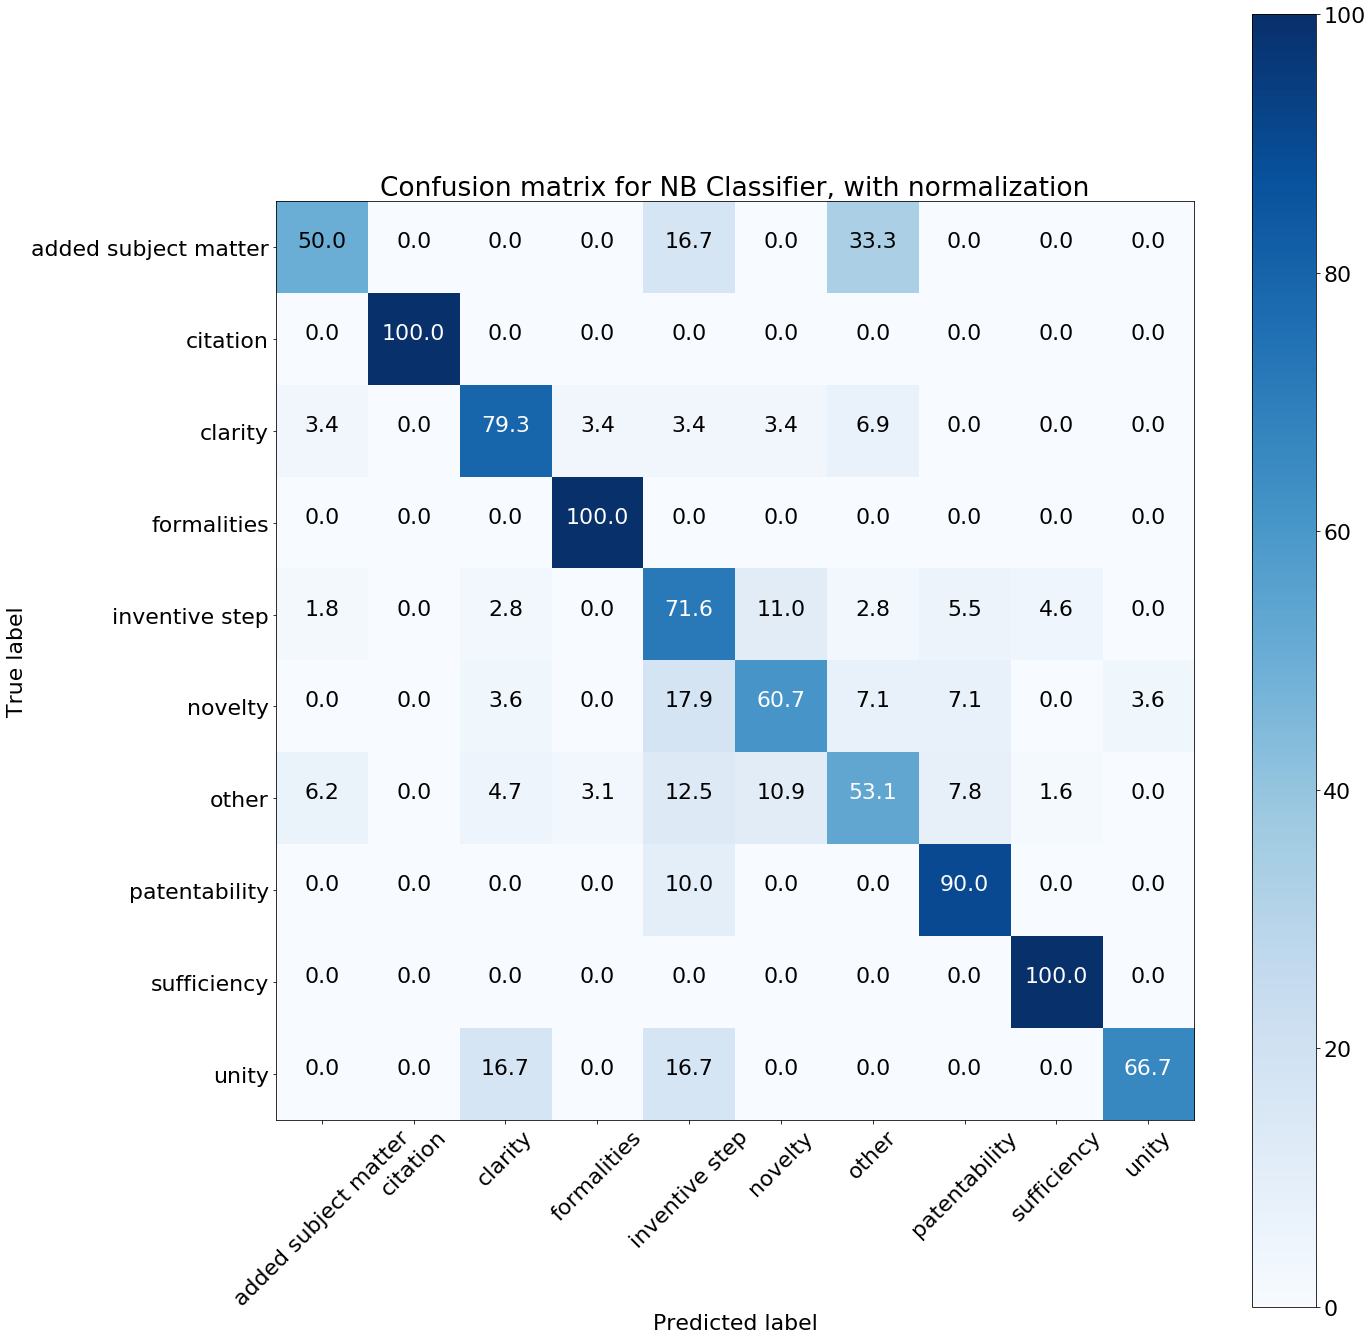 Confusion matrix for NB Classifier, with normalization
True label
added subject matter 50.0 0.0 0.0 0.0 16.7 0.0 33.3 0.0 0.0 0.0
citation 0.0 100.0 0.0 0.0 0.0 0.0 0.0 0.0 0.0 0.0
clarity 3.4 0.0 79.3 3.4 3.4 3.4 6.9 0.0 0.0 0.0
formalities 0.0 0.0 0.0 100.0 0.0 0.0 0.0 0.0 0.0 0.0
inventive step 1.8 0.0 2.8 0.0 71.6 11.0 2.8 5.5 4.6 0.0
novelty 0.0 0.0 3.6 0.0 17.9 60.7 7.1 7.1 0.0 3.6
other 6.2 0.0 4.7 3.1 12.5 10.9 53.1 7.8 1.6 0.0
patentability 0.0 0.0 0.0 0.0 10.0 0.0 0.0 90.0 0.0 0.0
sufficiency 0.0 0.0 0.0 0.0 0.0 0.0 0.0 0.0 100.0 0.0
unity 0.0 0.0 16.7 0.0 16.7 0.0 0.0 0.0 0.0 66.7
added subject matter
citation
clarity
formalities
inventive step
novelty
other
patentability
sufficiency
unity
Predicted label
100
80
60
40
20
0